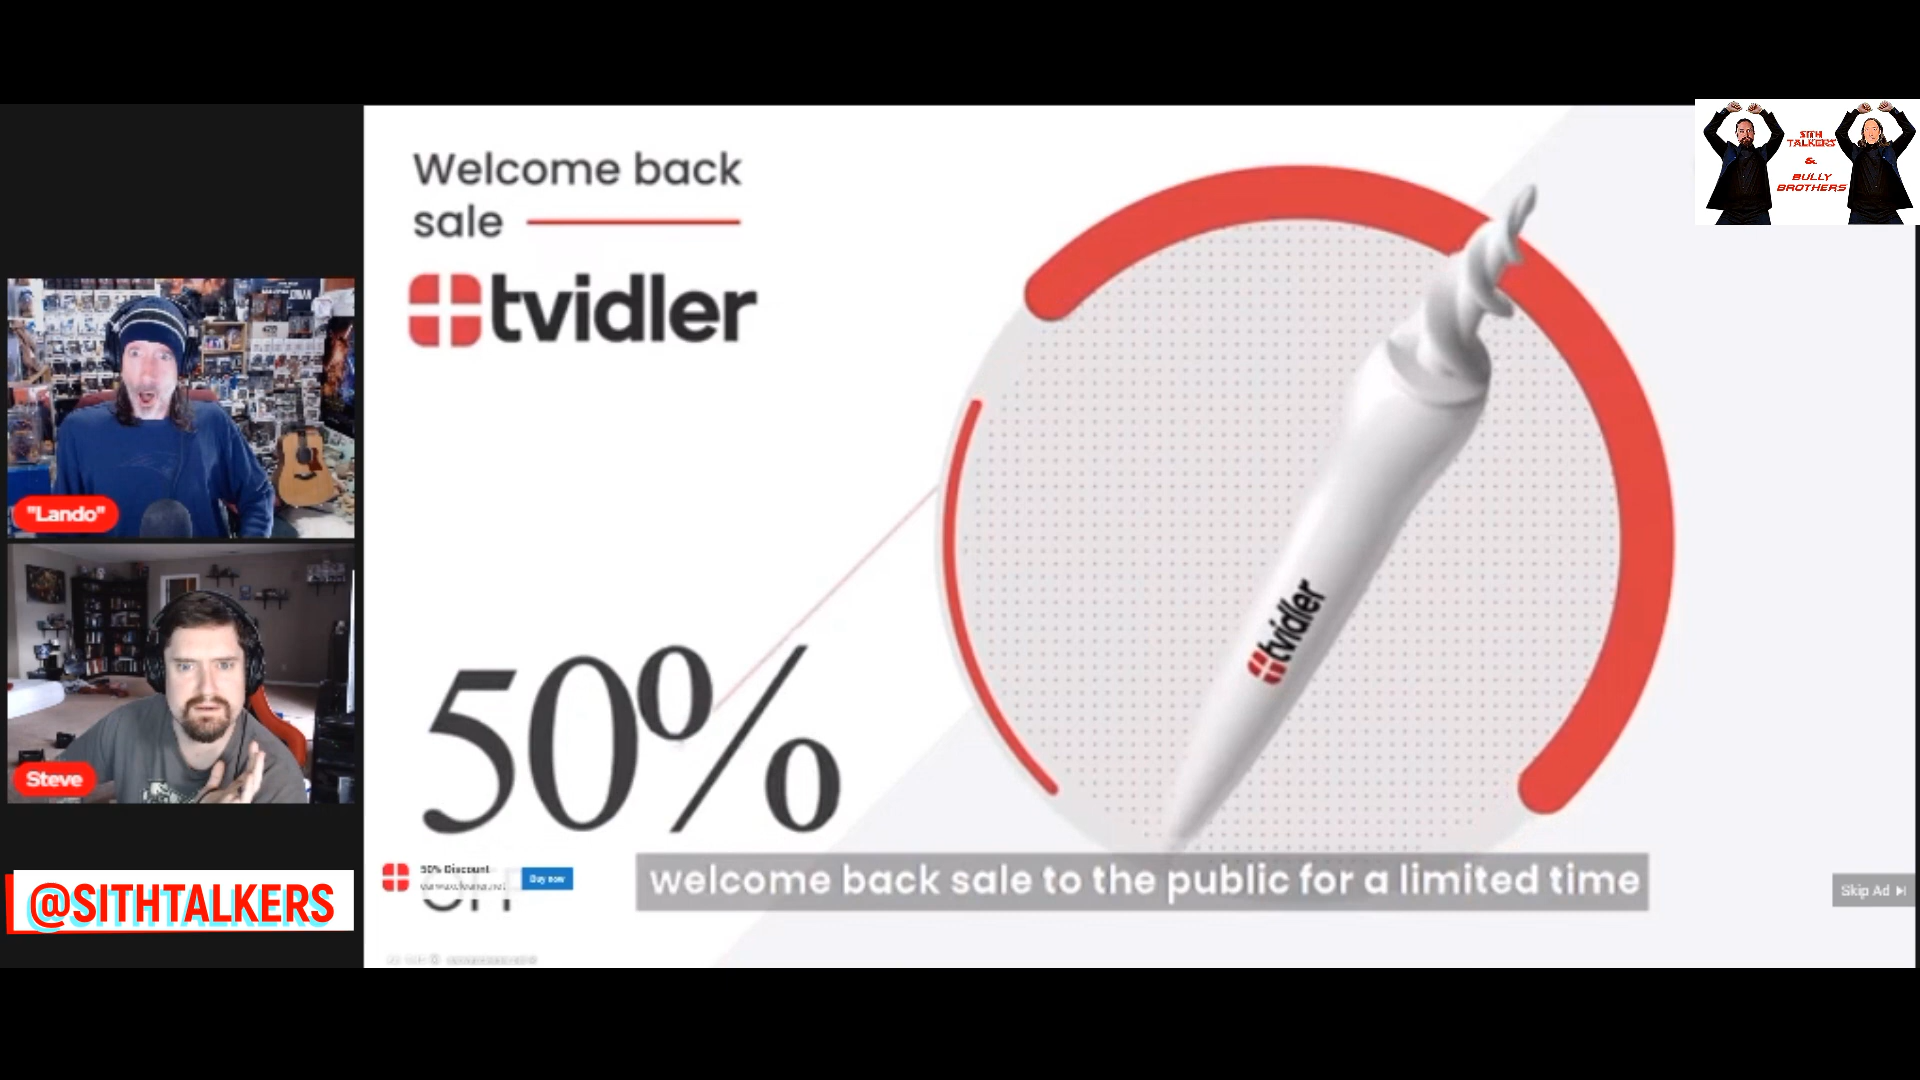 Welcome back
sale
tvidler
SITH
TALKERS
&
BULLY
BROTHERS
tvidler
"Lando"
Steve
50%
50% Discount
Buy now
welcome back sale to the public for a limited time
Skip Ad
@SITHTALKERS